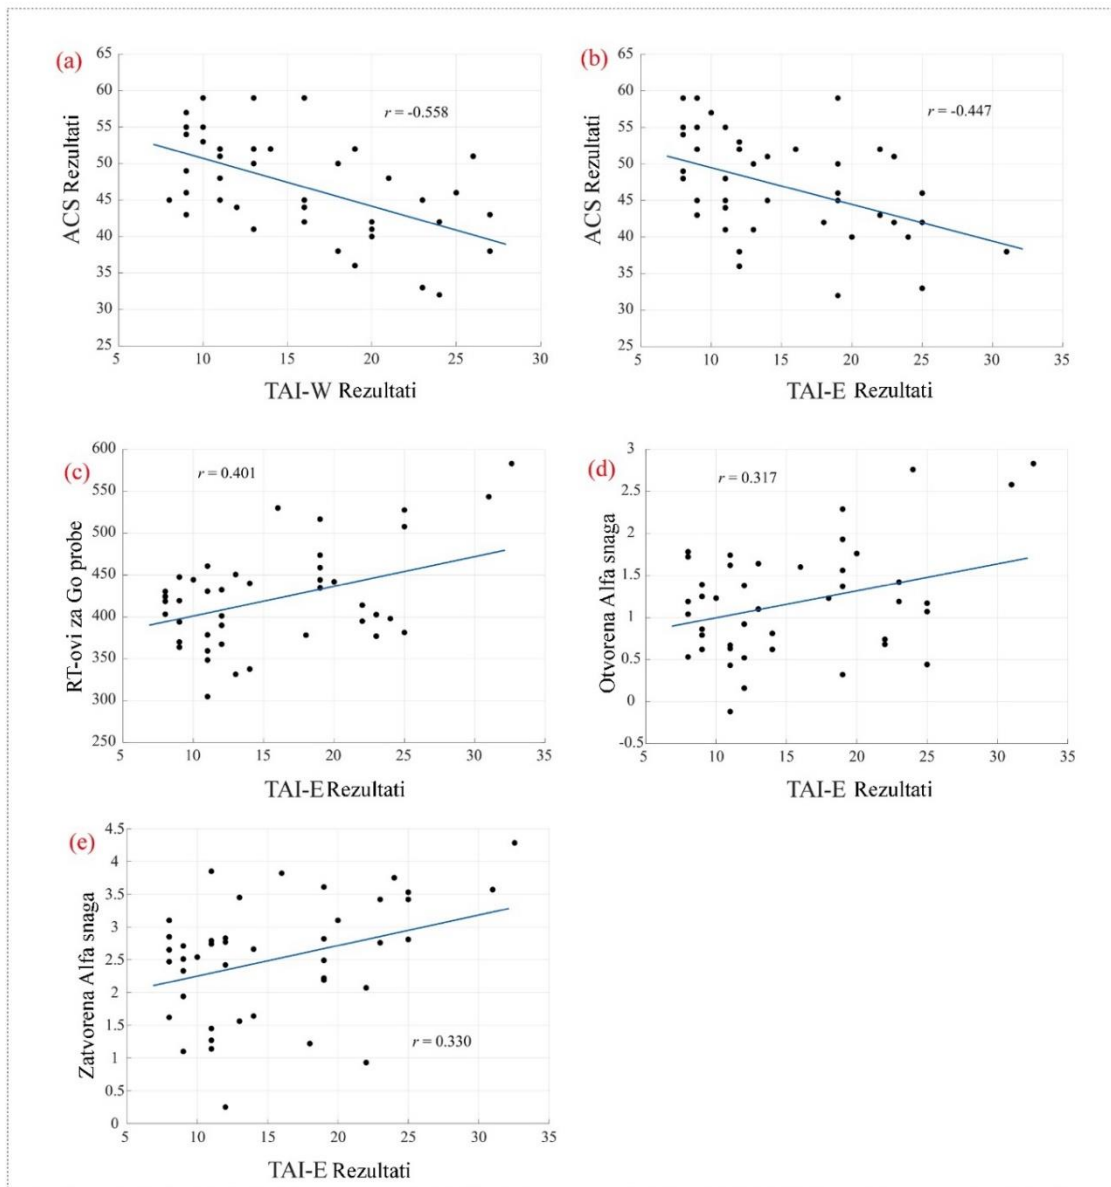 (a)
65
60
55
50
45
40
35
30
25
ACS Rezultati
r = -0.558
5 10 15 20 25 30
TAI-W Rezultati
(b)
65
60
55
50
45
40
35
30
25
ACS Rezultati
r = -0.447
5 10 15 20 25 30 35
TAI-E Rezultati
(c)
600
550
500
450
400
350
300
250
RT-ovi za Go probe
r = 0.401
5 10 15 20 25 30 35
TAI-E Rezultati
(d)
3
2.5
2
1.5
1
0.5
0
-0.5
Otvorena Alfa snaga
r = 0.317
5 10 15 20 25 30 35
TAI-E Rezultati
(e)
4.5
4
3.5
3
2.5
2
1.5
1
0.5
0
Zatvorena Alfa snaga
r = 0.330
5 10 15 20 25 30 35
TAI-E Rezultati